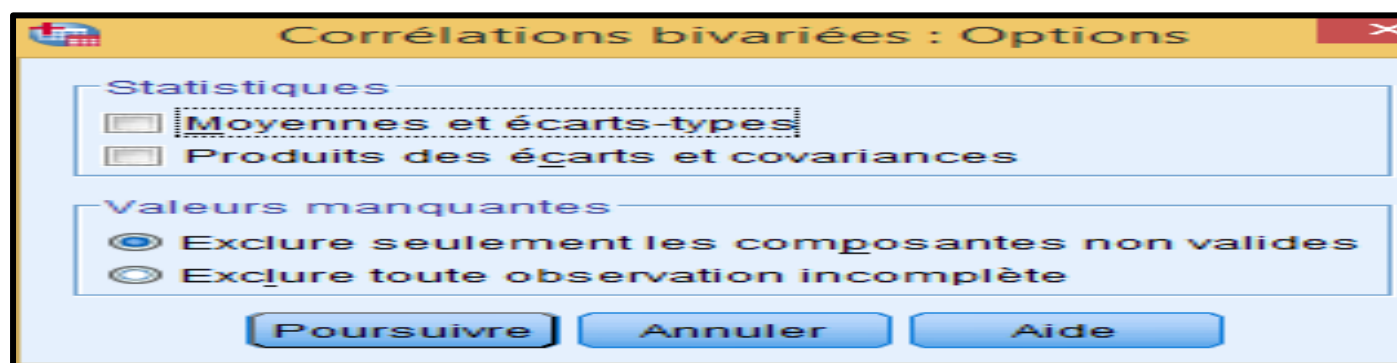 Corrélations bivariées : Options
Statistiques
Moyennes et écarts-types
Produits des écarts et covariances
Valeurs manquantes
Exclure seulement les composantes non valides
Exclure toute observation incomplète
Poursuivre Annuler Aide